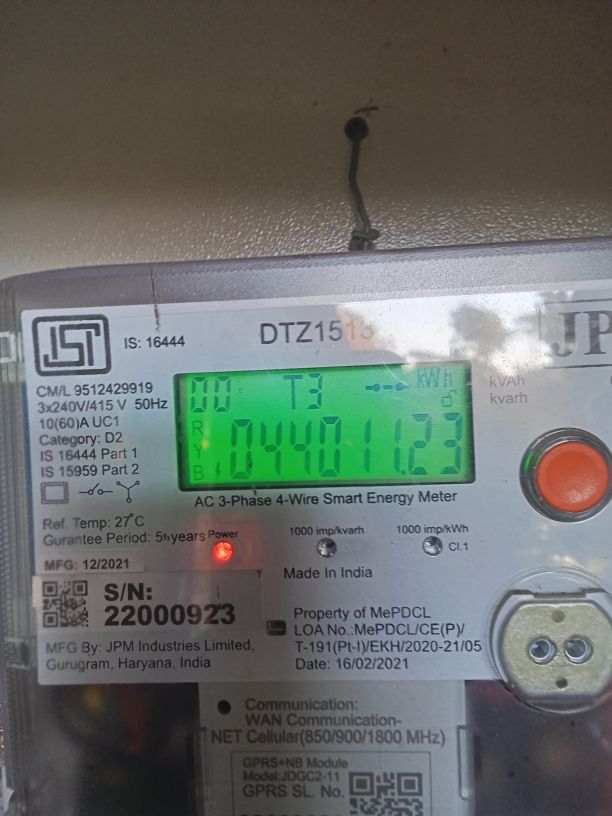 IS: 16444
DTZ1513
JP
CM/L 9512429919
3x240V/415 V 50Hz
10(60)A UC1
Category: D2
IS 16444 Part 1
IS 15959 Part 2
00 T3 kWh
R
Y
B
044011.23
kVAh
kvarh
AC 3-Phase 4-Wire Smart Energy Meter
Ref. Temp: 27°C
Gurantee Period: 5½years
Power
1000 imp/kvarh
1000 imp/kWh
Cl.1
MFG: 12/2021
Made In India
S/N:
22000923
MFG By: JPM Industries Limited,
Gurugram, Haryana, India
Property of MePDCL
LOA No.:MePDCL/CE(P)/
T-191(Pt-I)/EKH/2020-21/05
Date: 16/02/2021
Communication:
WAN Communication-
NET Cellular(850/900/1800 MHz)
GPRS+NB Module
Model:JDGC2-11
GPRS SL. No.